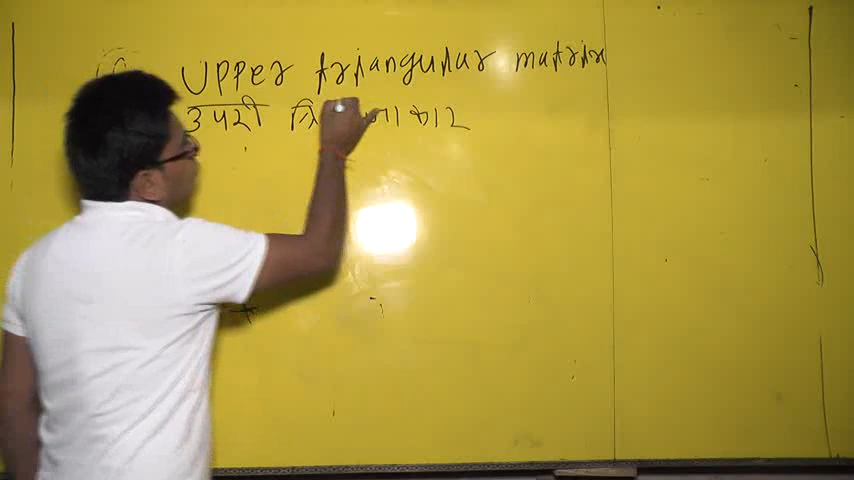 Upper triangular matrix
उपरी